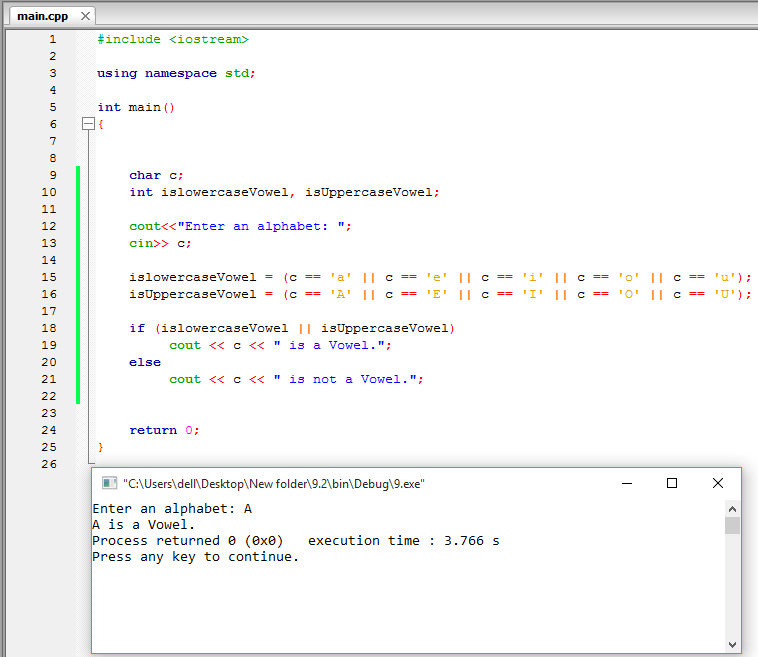 main.cpp
1 #include <iostream>
2
3 using namespace std;
4
5 int main()
6 {
7
8
9 char c;
10 int islowercaseVowel, isUppercaseVowel;
11
12 cout<<"Enter an alphabet: ";
13 cin>> c;
14
15 islowercaseVowel = (c == 'a' || c == 'e' || c == 'i' || c == 'o' || c == 'u');
16 isUppercaseVowel = (c == 'A' || c == 'E' || c == 'I' || c == 'O' || c == 'U');
17
18 if (islowercaseVowel || isUppercaseVowel)
19 cout << c << " is a Vowel.";
20 else
21 cout << c << " is not a Vowel.";
22
23
24 return 0;
25 }
26
"C:\Users\dell\Desktop\New folder\9.2\bin\Debug\9.exe"
Enter an alphabet: A
A is a Vowel.
Process returned 0 (0x0)   execution time : 3.766 s
Press any key to continue.